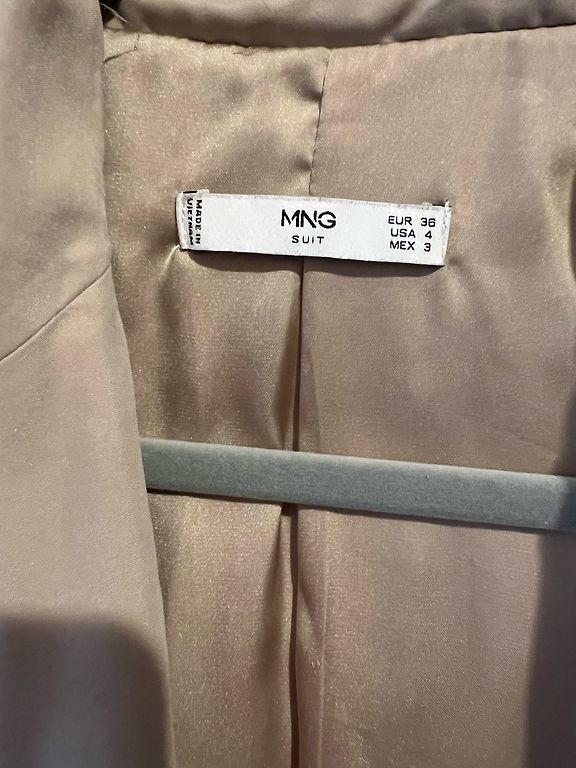 MADE IN
VIETNAM
MNG
SUIT
EUR 36
USA 4
MEX 3